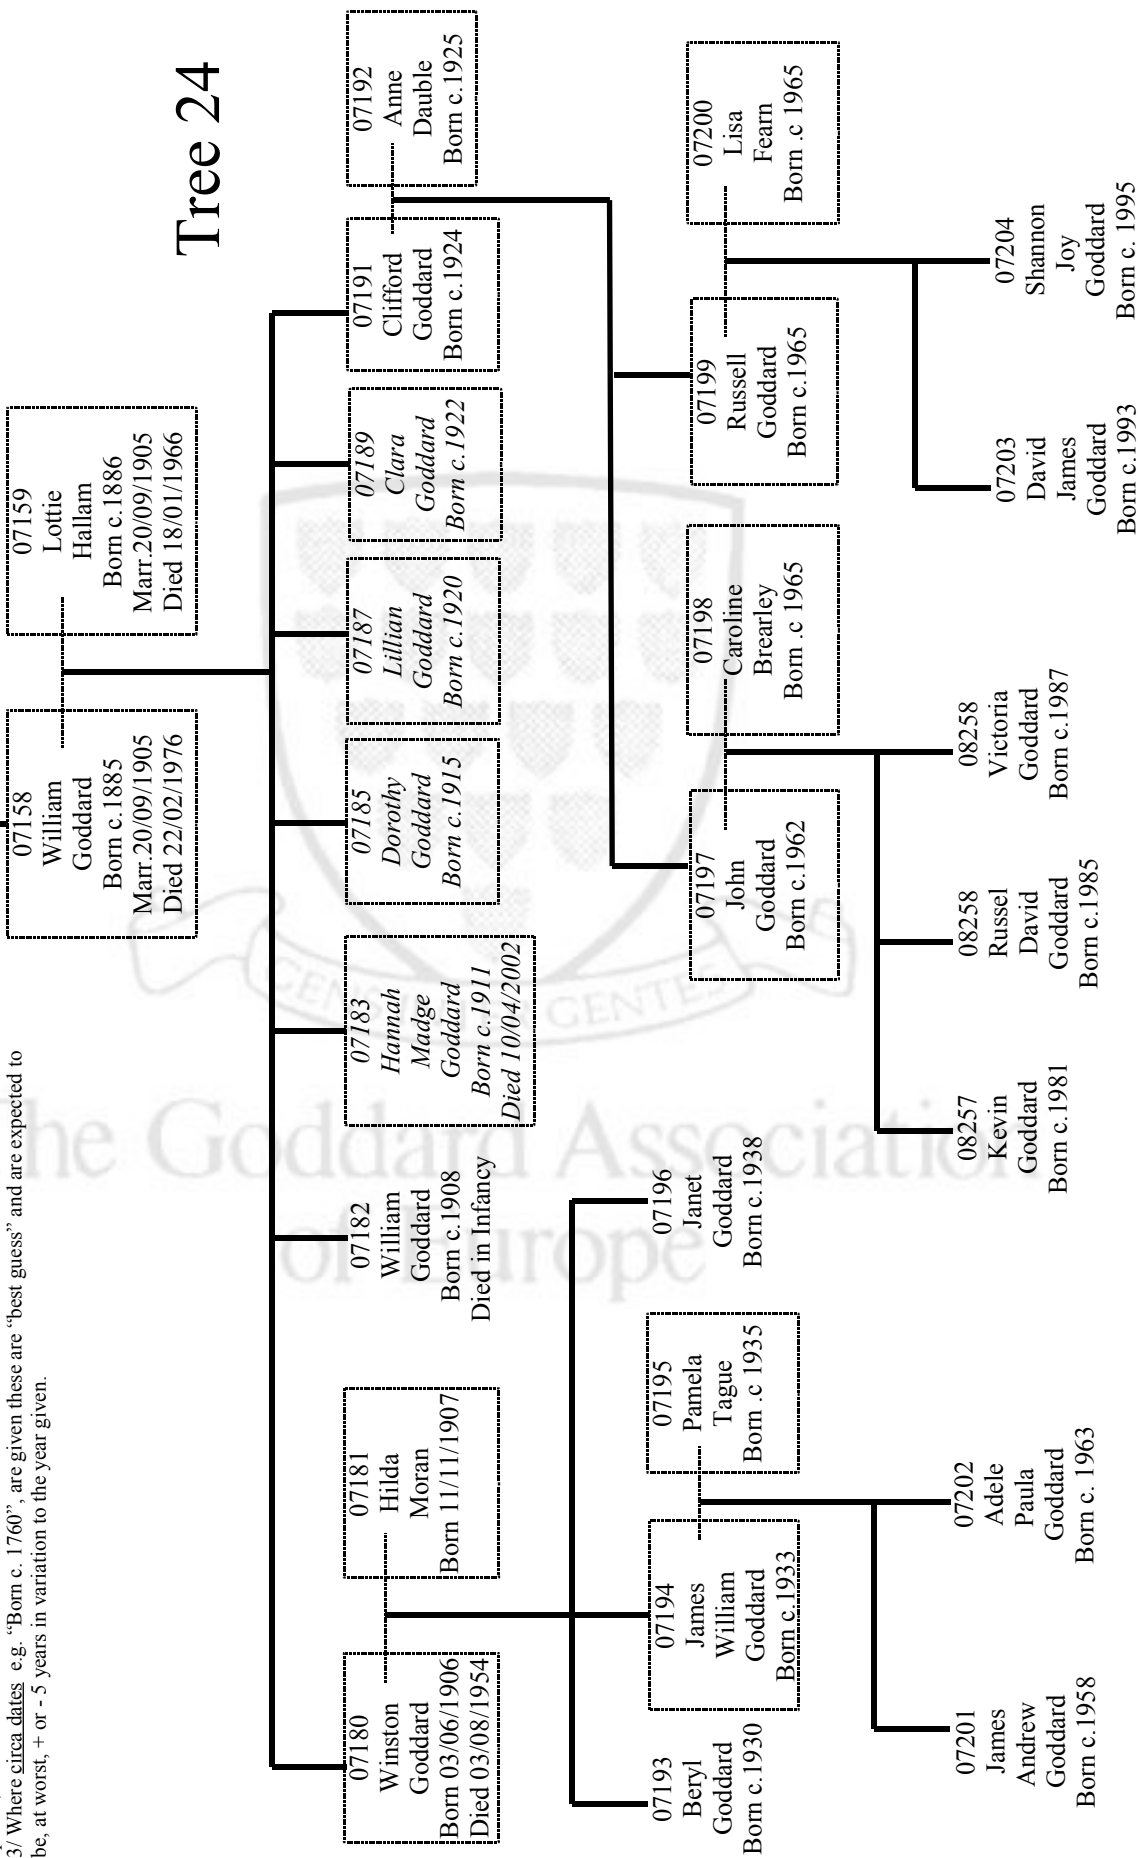 3/ Where circa dates e.g. “Born c. 1760”, are given these are “best guess” and are expected to
be, at worst, + or - 5 years in variation to the year given.
Tree 24
07158
William
Goddard
Born c.1885
Marr.20/09/1905
Died 22/02/1976
07159
Lottie
Hallam
Born c.1886
Marr.20/09/1905
Died 18/01/1966
07180
Winston
Goddard
Born 03/06/1906
Died 03/08/1954
07181
Hilda
Moran
Born 11/11/1907
07182
William
Goddard
Born c.1908
Died in Infancy
07183
Hannah
Madge
Goddard
Born c.1911
Died 10/04/2002
07185
Dorothy
Goddard
Born c.1915
07187
Lillian
Goddard
Born c.1920
07189
Clara
Goddard
Born c.1922
07191
Clifford
Goddard
Born c.1924
07192
Anne
Dauble
Born c.1925
07193
Beryl
Goddard
Born c.1930
07194
James
William
Goddard
Born c.1933
07195
Pamela
Tague
Born .c 1935
07196
Janet
Goddard
Born c.1938
07197
John
Goddard
Born c.1962
07198
Caroline
Brearley
Born .c 1965
07199
Russell
Goddard
Born c.1965
07200
Lisa
Fearn
Born .c 1965
07201
James
Andrew
Goddard
Born c.1958
07202
Adele
Paula
Goddard
Born c. 1963
08257
Kevin
Goddard
Born c.1981
08258
Russel
David
Goddard
Born c.1985
08258
Victoria
Goddard
Born c.1987
07203
David
James
Goddard
Born c.1993
07204
Shannon
Joy
Goddard
Born c. 1995
The Goddard Association
of Europe